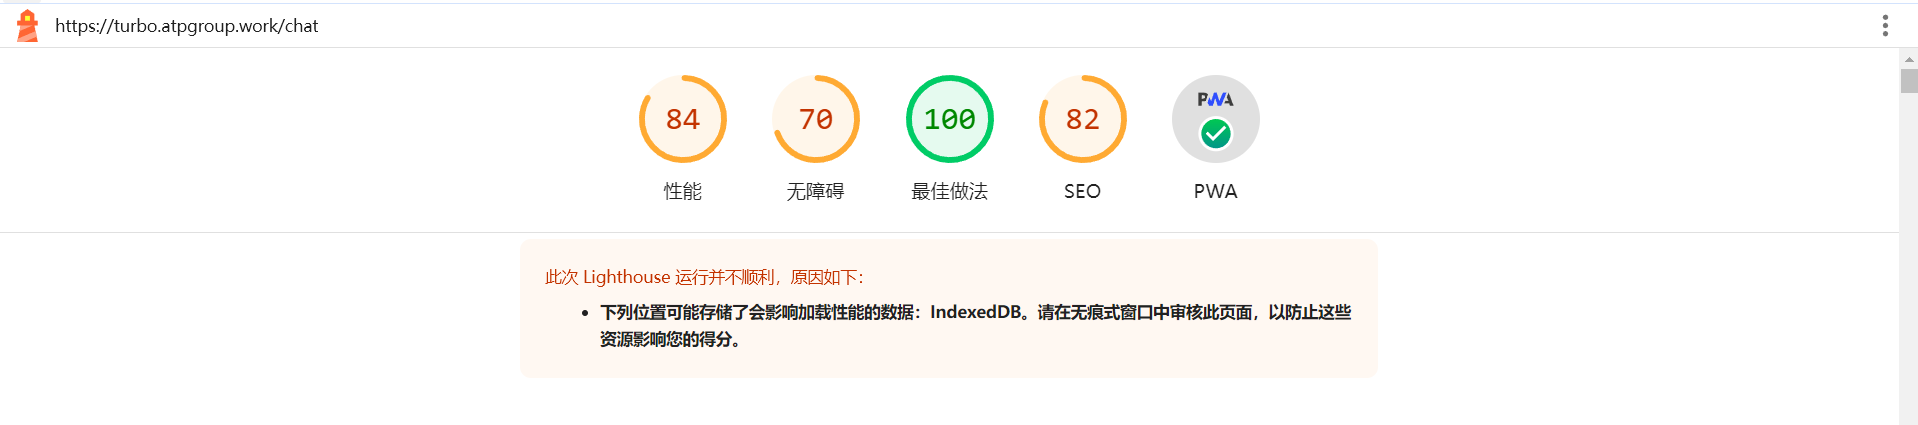 https://turbo.atpgroup.work/chat
84 70 100 82 PWA
性能 无障碍 最佳做法 SEO PWA
此次 Lighthouse 运行并不顺利，原因如下：
• 下列位置可能存储了会影响加载性能的数据：IndexedDB。请在无痕式窗口中审核此页面，以防止这些
资源影响您的得分。